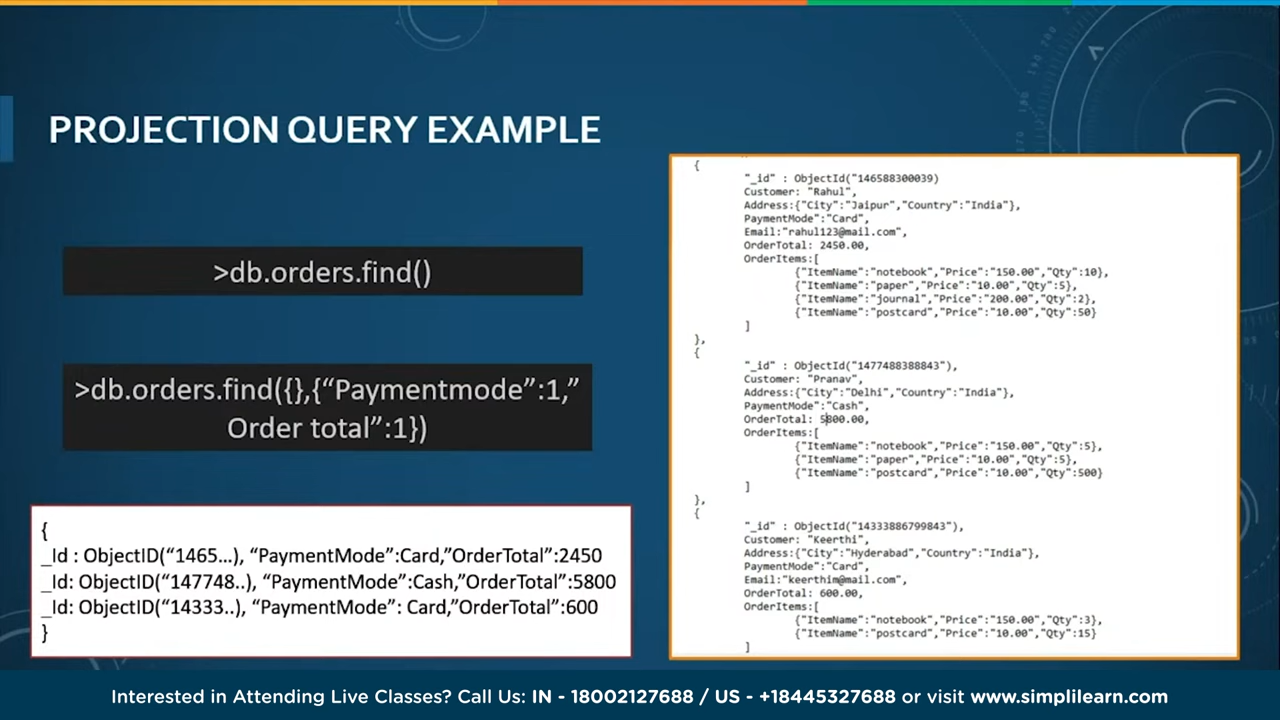 PROJECTION QUERY EXAMPLE
>db.orders.find()
>db.orders.find({},{“Paymentmode”:1,”
Order total”:1})
{
_Id : ObjectID(“1465...), “PaymentMode”:Card,”OrderTotal”:2450
_Id: ObjectID(“147748..), “PaymentMode”:Cash,”OrderTotal”:5800
_Id: ObjectID(“14333..), “PaymentMode”: Card,”OrderTotal”:600
}
{
"_id" : ObjectId("146588300039)
Customer: "Rahul",
Address:{"City":"Jaipur","Country":"India"},
PaymentMode":"Card",
Email:"rahul123@mail.com",
OrderTotal: 2450.00,
OrderItems:[
{"ItemName":"notebook","Price":"150.00","Qty":10},
{"ItemName":"paper","Price":"10.00","Qty":5},
{"ItemName":"journal","Price":"200.00","Qty":2},
{"ItemName":"postcard","Price":"10.00","Qty":50}
]
},
{
"_id" : ObjectId("1477488388843"),
Customer: "Pranav",
Address:{"City":"Delhi","Country":"India"},
PaymentMode":"Cash",
OrderTotal: 5800.00,
OrderItems:[
{"ItemName":"notebook","Price":"150.00","Qty":5},
{"ItemName":"paper","Price":"10.00","Qty":5},
{"ItemName":"postcard","Price":"10.00","Qty":500}
]
},
{
"_id" : ObjectId("14333886799843"),
Customer: "Keerthi",
Address:{"City":"Hyderabad","Country":"India"},
PaymentMode":"Card",
Email:"keerthim@mail.com",
OrderTotal: 600.00,
OrderItems:[
{"ItemName":"notebook","Price":"150.00","Qty":3},
{"ItemName":"postcard","Price":"10.00","Qty":15}
]
Interested in Attending Live Classes? Call Us: IN - 18002127688 / US - +18445327688 or visit www.simplilearn.com